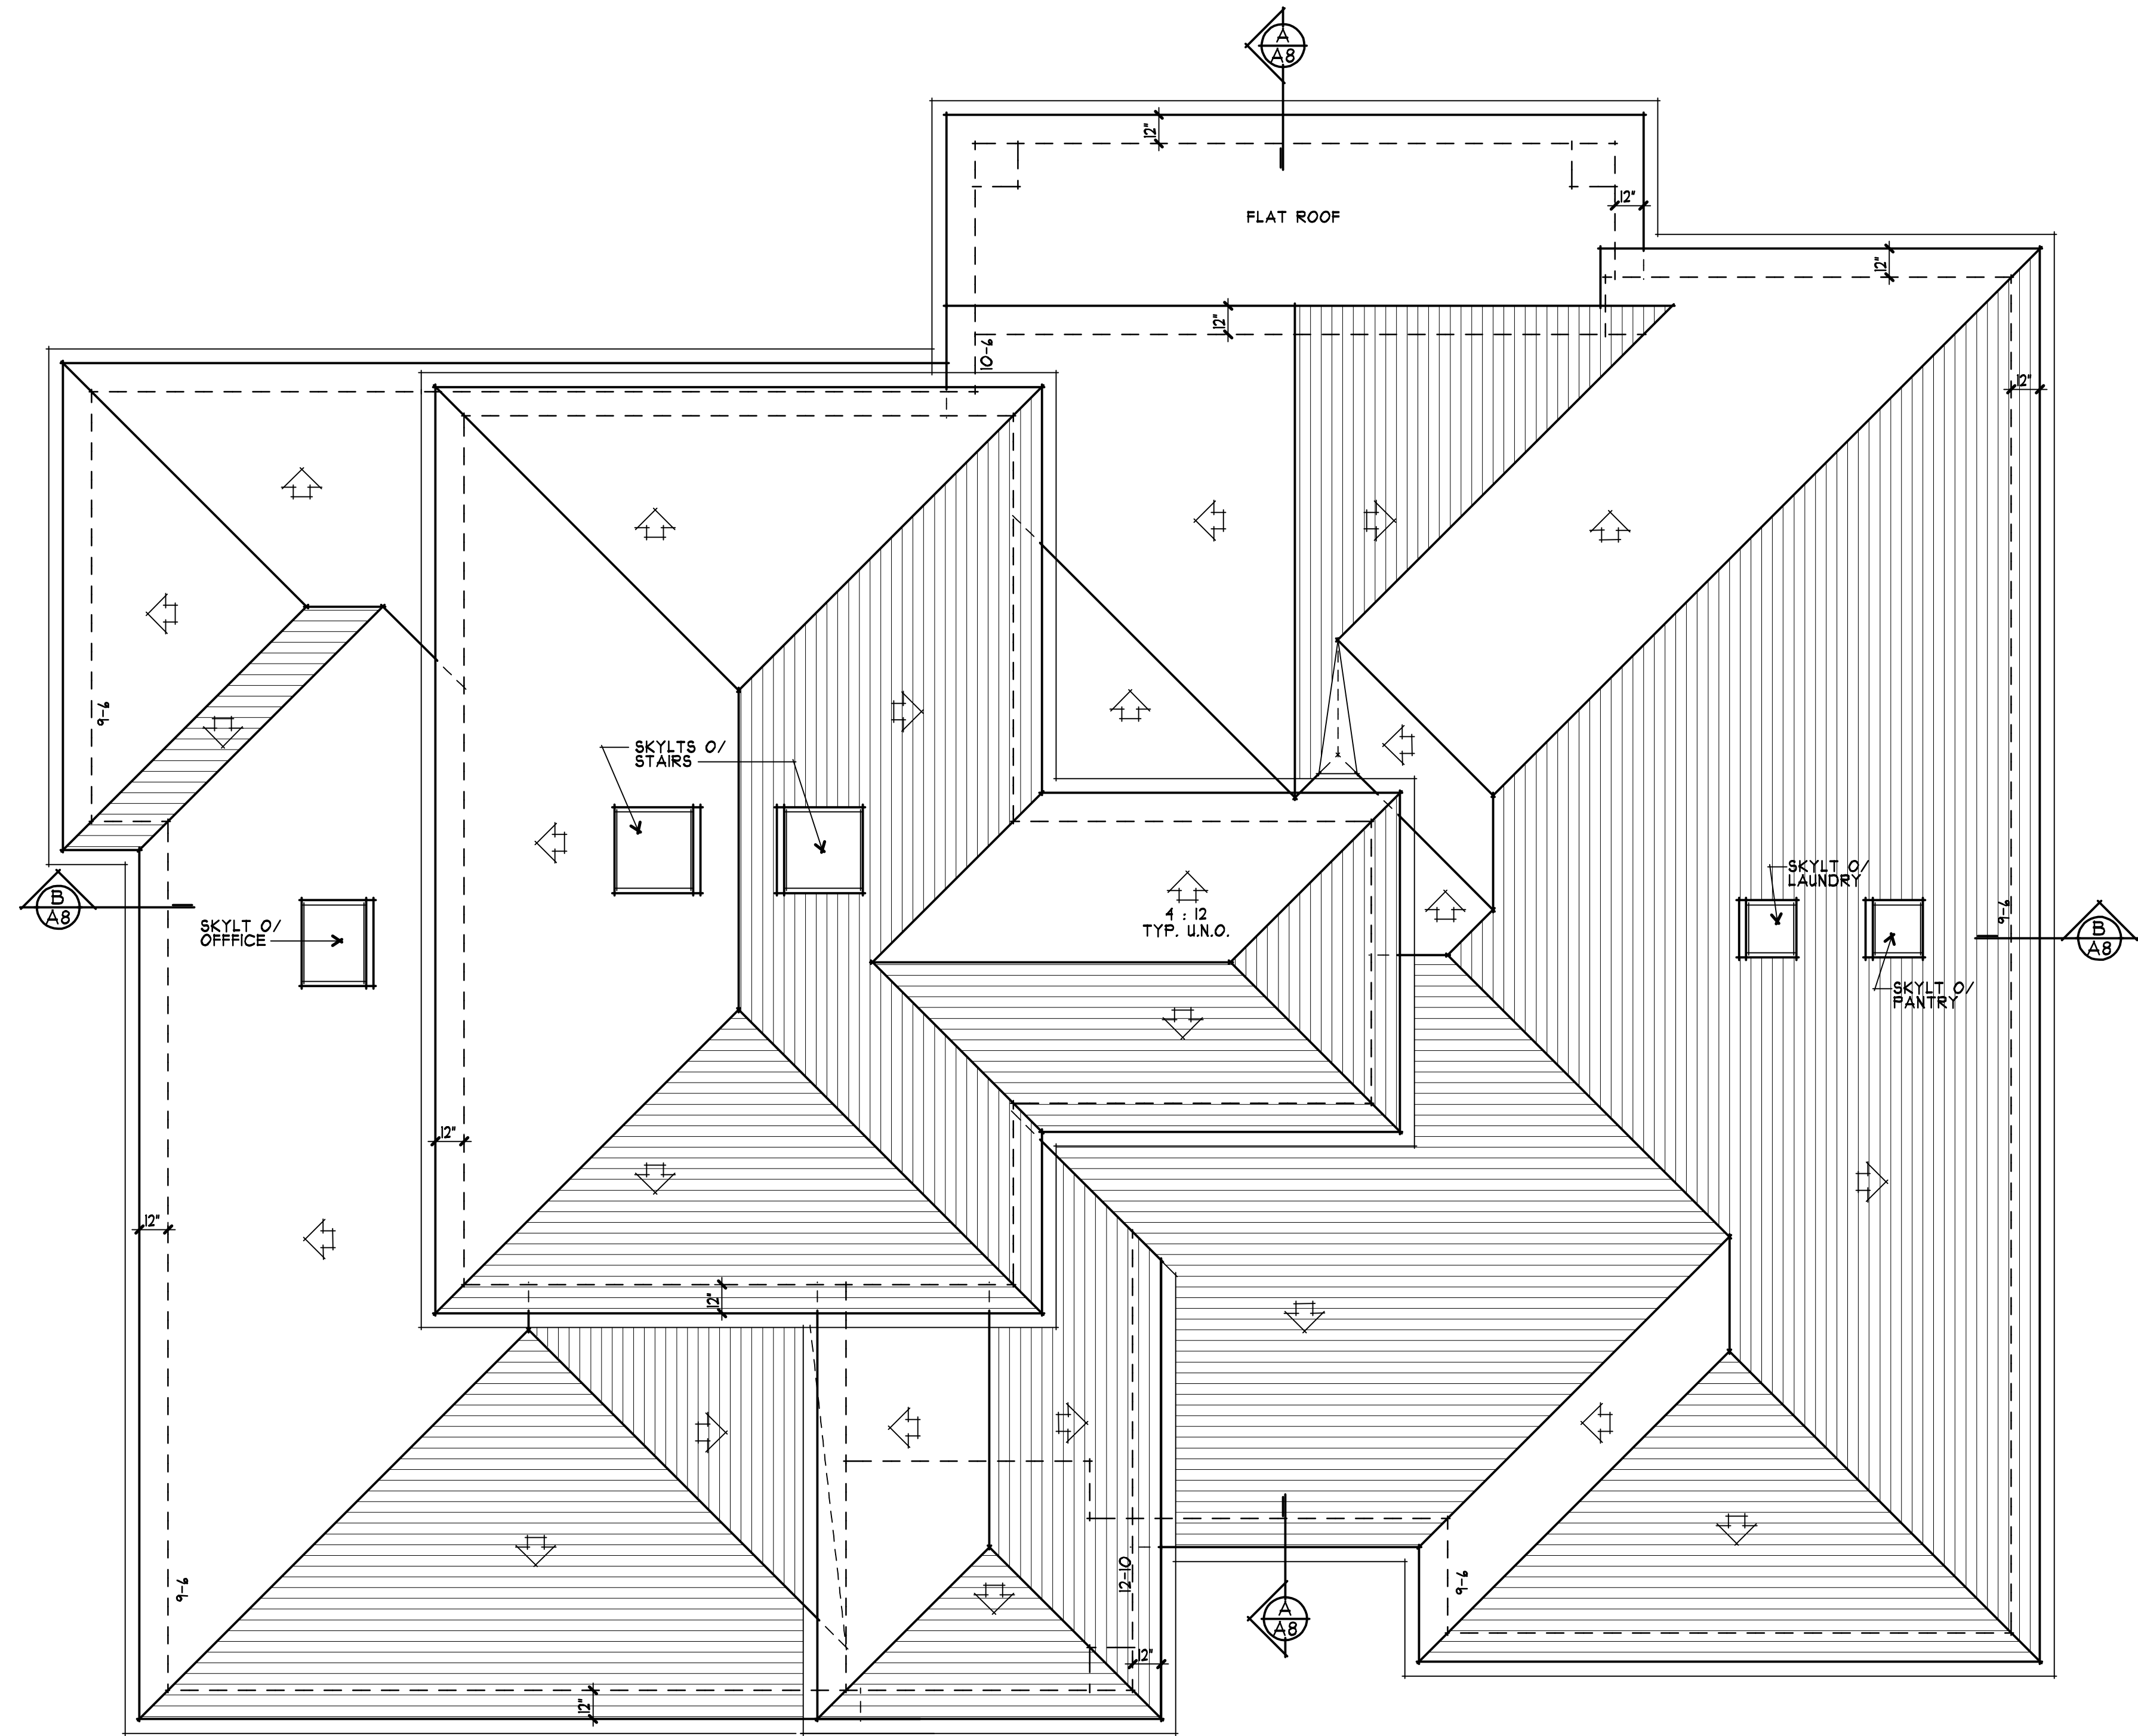 A
A8
12"
12"
FLAT ROOF
12"
12"
10-6
12"
9-6
SKYLTS O/
STAIRS
SKYLT O/
LAUNDRY
B
A8
SKYLT O/
OFFFICE
4 : 12
TYP. U.N.O.
9-6
B
A8
SKYLT O/
PANTRY
12"
12"
12"
9-6
12-10
9-6
A
A8
12"
12"